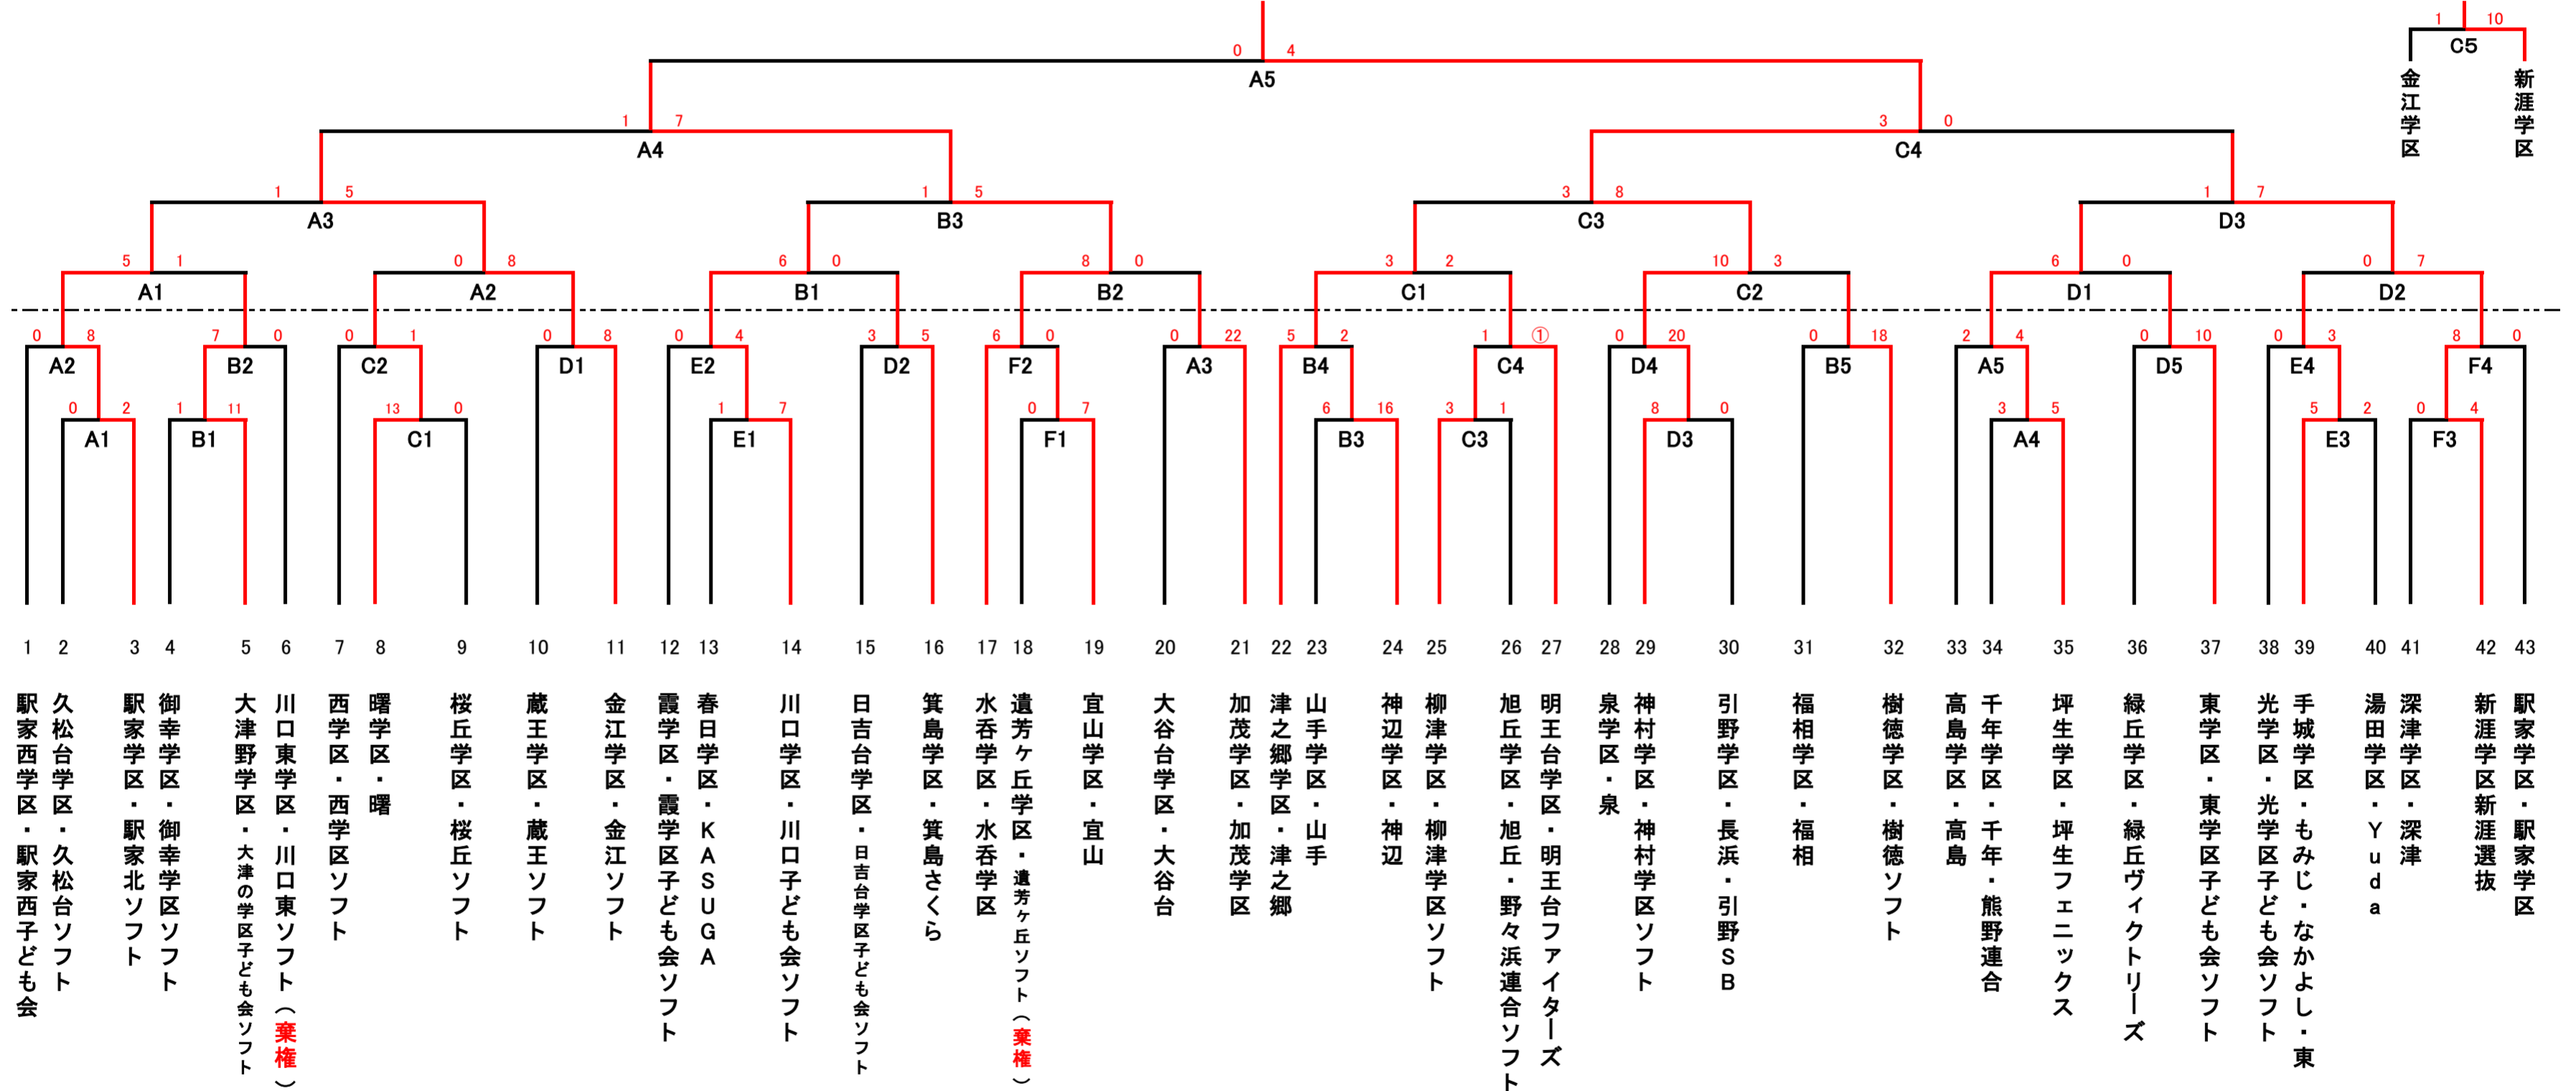 1 10
C5
金江学区
新涯学区
0 4
A5
1 7
A4
3 0
C4
1 5
A3
1 5
B3
3 8
C3
1 7
D3
5 1
A1
0 8
A2
6 0
B1
8 0
B2
3 2
C1
10 3
C2
6 0
D1
0 7
D2
0 8
A2
7 0
B2
0 1
C2
0 8
D1
0 4
E2
3 5
D2
6 0
F2
0 22
A3
5 2
B4
1 ①
C4
0 20
D4
0 18
B5
2 4
A5
0 10
D5
0 3
E4
8 0
F4
0 2
A1
1 11
B1
13 0
C1
1 7
E1
0 7
F1
6 16
B3
3 1
C3
8 0
D3
3 5
A4
5 2
E3
0 4
F3
1 駅家西学区・駅家西子ども会
2 久松台学区・久松台ソフト
3 駅家学区・駅家北ソフト
4 御幸学区・御幸学区ソフト
5 大津野学区・大津の学区子ども会ソフト
6 川口東学区・川口東ソフト（棄権）
7 西学区・西学区ソフト
8 曙学区・曙
9 桜丘学区・桜丘ソフト
10 蔵王学区・蔵王ソフト
11 金江学区・金江ソフト
12 霞学区・霞学区子ども会ソフト
13 春日学区・KASUGA
14 川口学区・川口子ども会ソフト
15 日吉台学区・日吉台学区子ども会ソフト
16 箕島学区・箕島さくら
17 水呑学区・水呑学区
18 遺芳ヶ丘学区・遺芳ヶ丘ソフト（棄権）
19 宜山学区・宜山
20 大谷台学区・大谷台
21 加茂学区・加茂学区
22 津之郷学区・津之郷
23 山手学区・山手
24 神辺学区・神辺
25 柳津学区・柳津学区ソフト
26 旭丘学区・旭丘・野々浜連合ソフト
27 明王台学区・明王台ファイターズ
28 泉学区・泉
29 神村学区・神村学区ソフト
30 引野学区・長浜・引野SB
31 福相学区・福相
32 樹徳学区・樹徳ソフト
33 高島学区・高島
34 千年学区・千年・熊野連合
35 坪生学区・坪生フェニックス
36 緑丘学区・緑丘ヴィクトリーズ
37 東学区・東学区子ども会ソフト
38 光学区・光学区子ども会ソフト
39 手城学区・もみじ・なかよし・東
40 湯田学区・Yuda
41 深津学区・深津
42 新涯学区新涯選抜
43 駅家学区・駅家学区